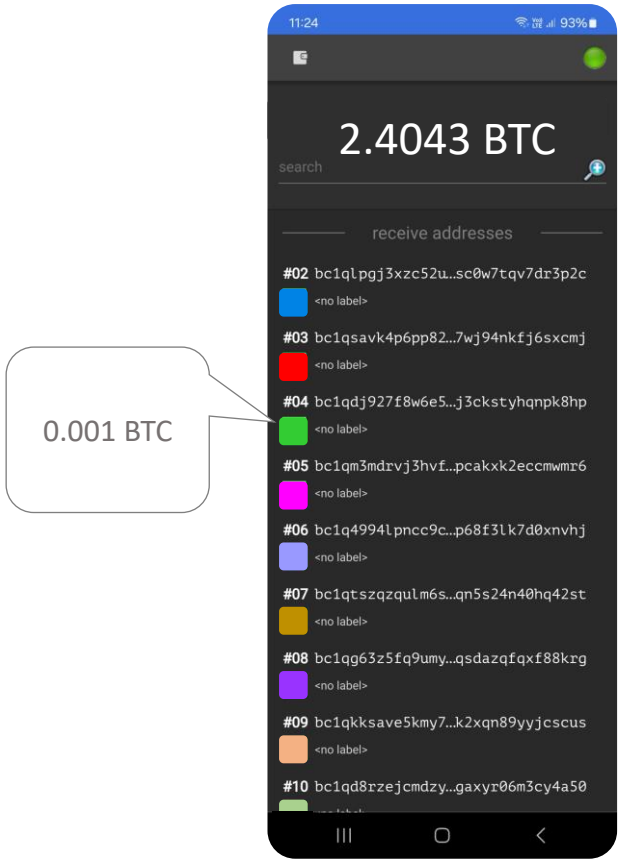 11:24 Vo) LTE 93%
2.4043 BTC
search
receive addresses
#02 bc1qlpgj3xzc52u…sc0w7tqv7dr3p2c
<no label>
#03 bc1qsavk4p6pp82…7wj94nkfj6sxcmj
<no label>
0.001 BTC
#04 bc1qdj927f8w6e5…j3ckstyhqnpk8hp
<no label>
#05 bc1qm3mdrvj3hvf…pcakxk2eccmwmr6
<no label>
#06 bc1q4994lpncc9c…p68f3lk7d0xnvhj
<no label>
#07 bc1qtszqzqulm6s…qn5s24n40hq42st
<no label>
#08 bc1qg63z5fq9umy…qsdazqfqxf88krg
<no label>
#09 bc1qkksave5kmy7…k2xqn89yyjcscus
<no label>
#10 bc1qd8rzejcmdzy…gaxyr06m3cy4a50